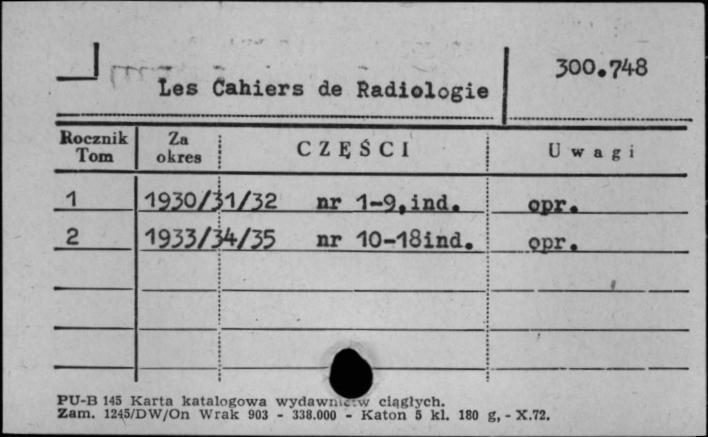 300.748
Les Cahiers de Radiologie
Rocznik Tom Za okres CZĘŚCI Uwagi
1 1930/31/32 nr 1-9,ind. opr.
2 1933/34/35 nr 10-18ind. opr.
PU-B 145 Karta katalogowa wydawnictw ciągłych.
Zam. 1245/DW/On Wrak 903 - 338.000 - Katon 5 kl. 180 g, - X.72.